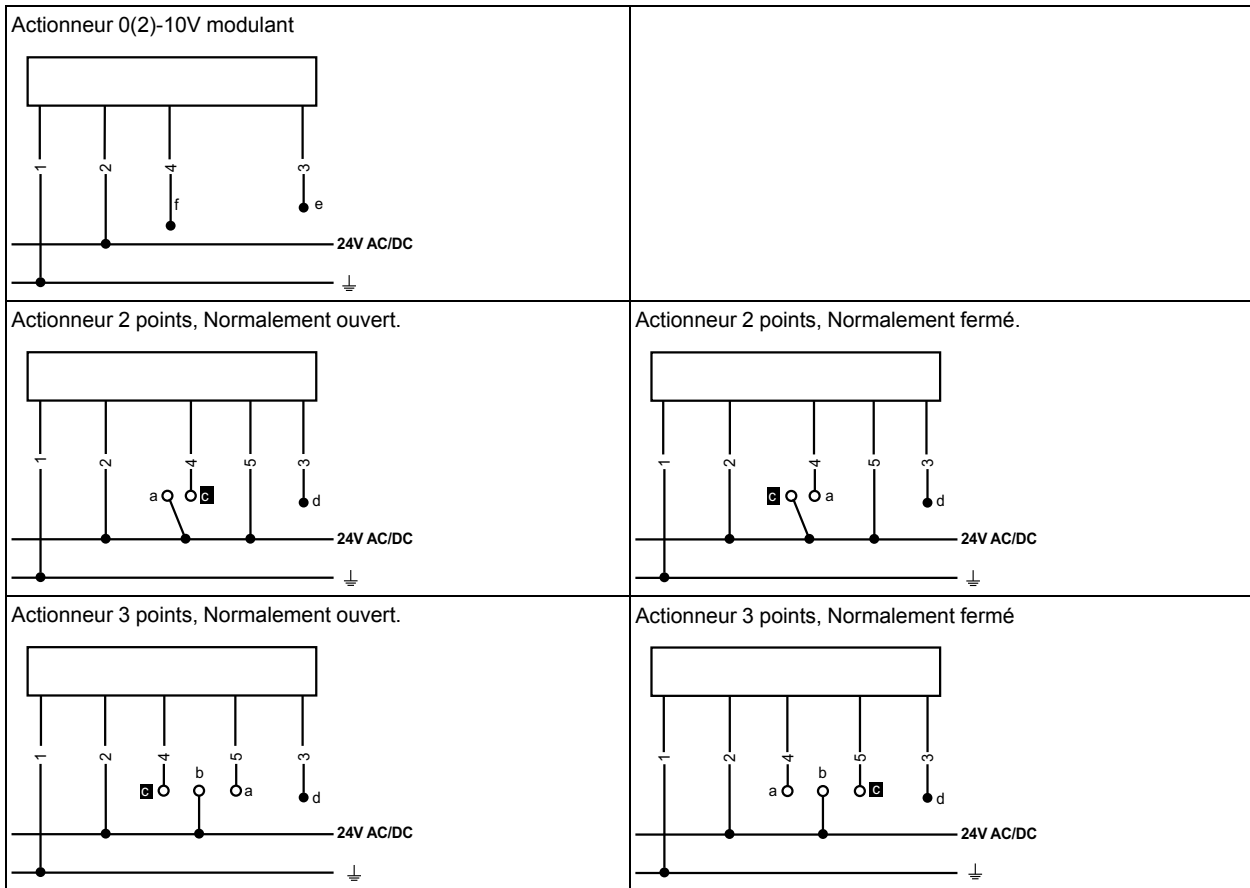 Actionneur 0(2)-10V modulant
1 2 4 3
f e
24V AC/DC
Actionneur 2 points, Normalement ouvert.
1 2 4 5 3
a c d
24V AC/DC
Actionneur 2 points, Normalement fermé.
1 2 4 5 3
c a d
24V AC/DC
Actionneur 3 points, Normalement ouvert.
1 2 4 5 3
b
c a d
24V AC/DC
Actionneur 3 points, Normalement fermé
1 2 4 5 3
b
a c d
24V AC/DC